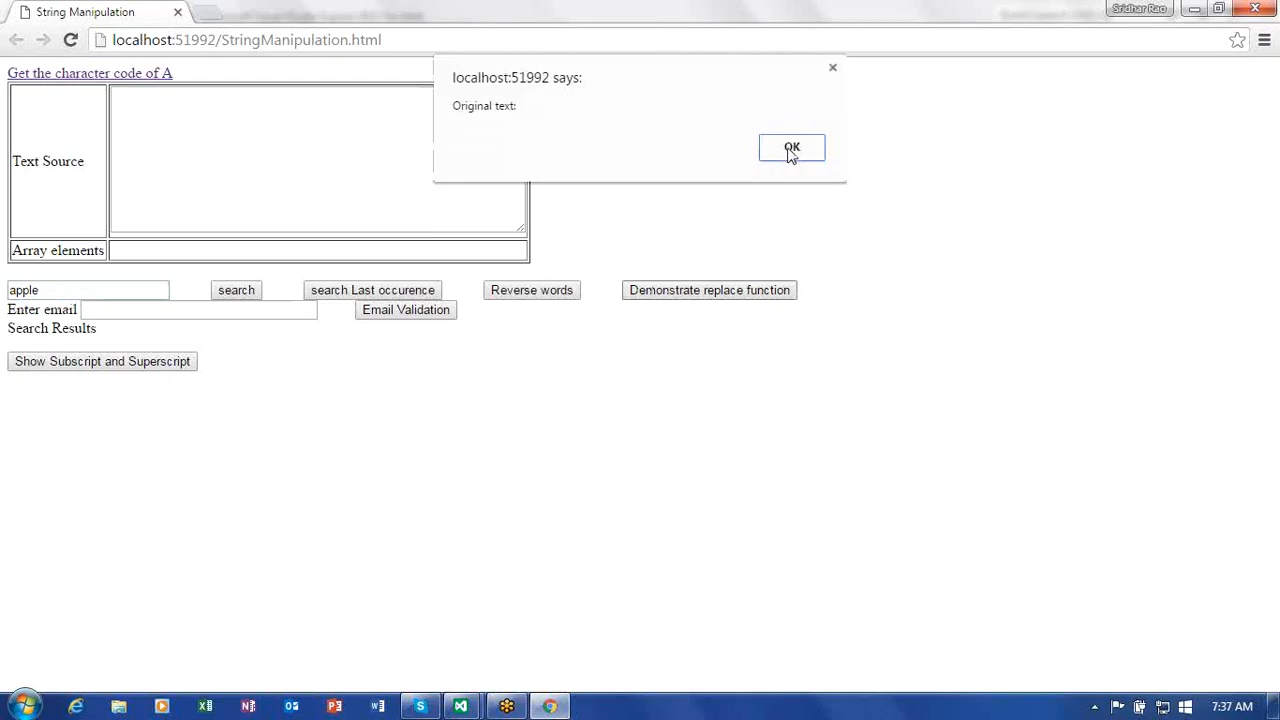 String Manipulation
Sridhar Rao
localhost:51992/StringManipulation.html
Get the character code of A
localhost:51992 says:
Original text:
OK
Text Source
Array elements
apple
search
search Last occurence
Reverse words
Demonstrate replace function
Enter email
Email Validation
Search Results
Show Subscript and Superscript
7:37 AM